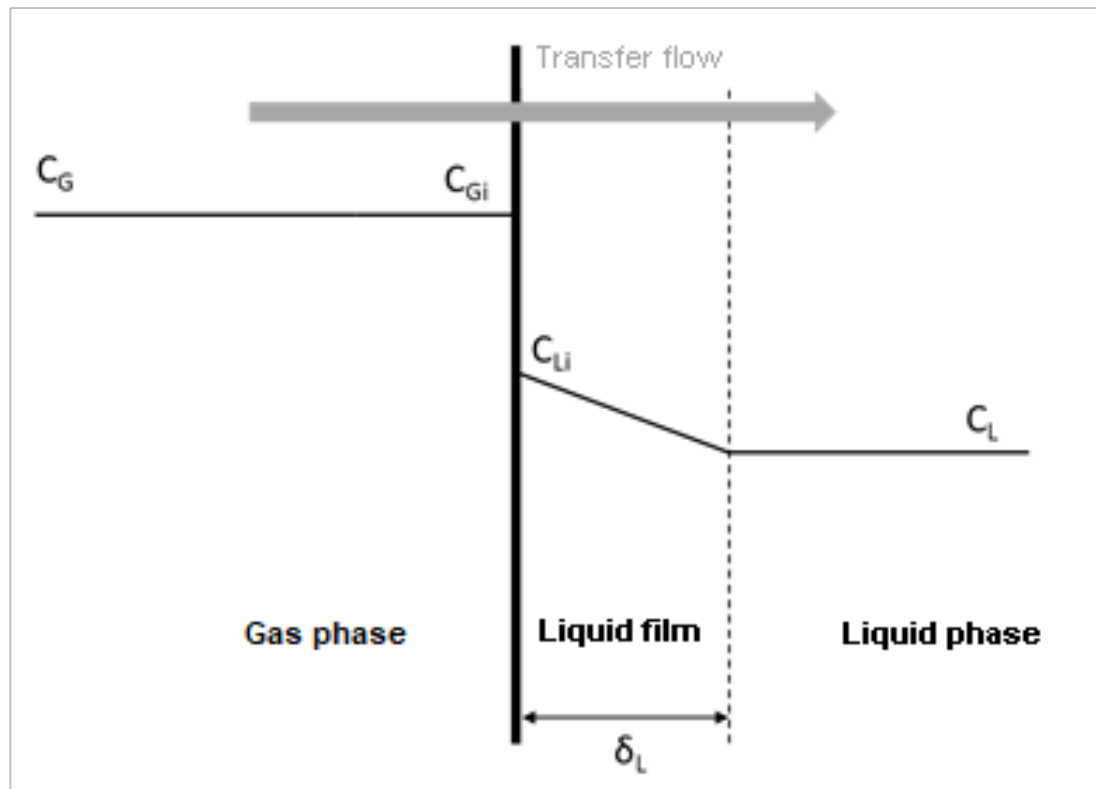 Transfer flow
C_G
C_Gi
C_Li
C_L
Gas phase
Liquid film
Liquid phase
δ_L